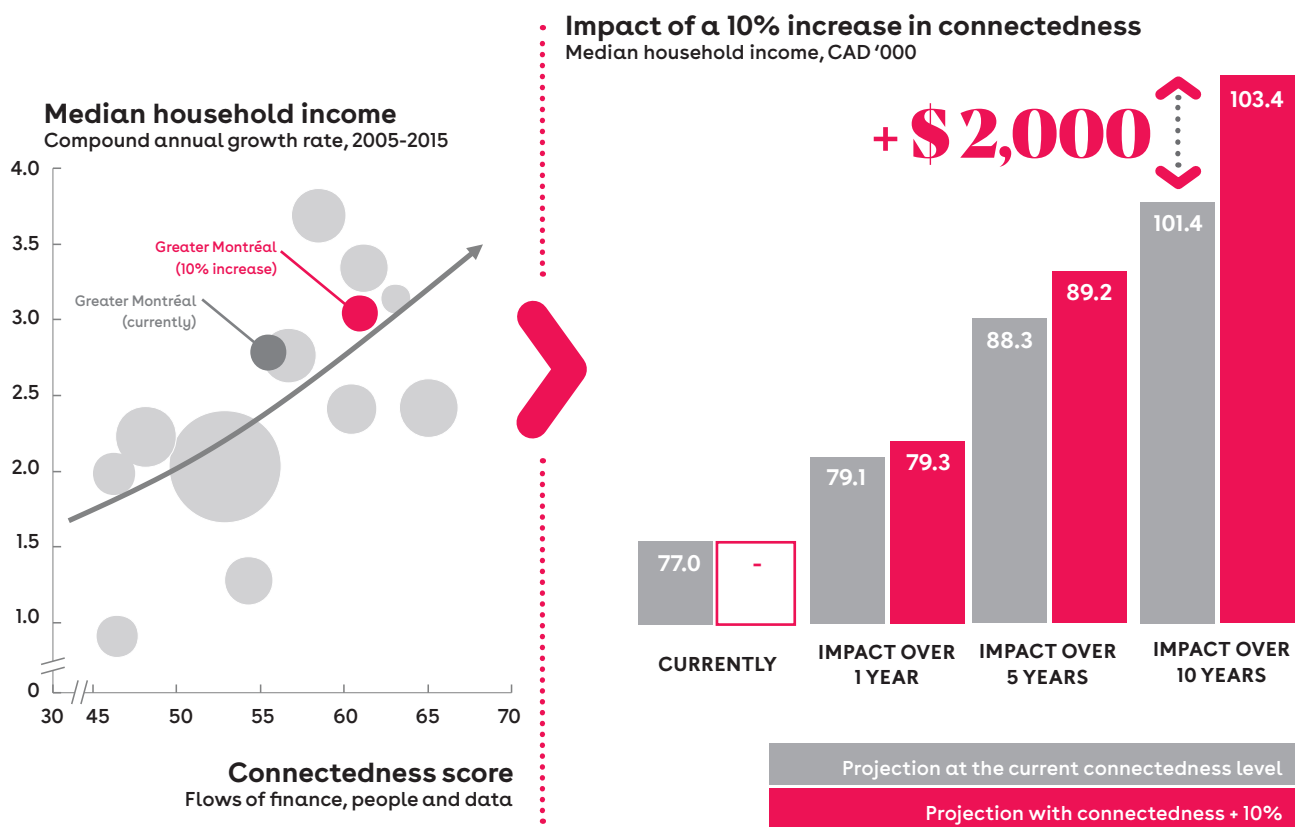 Impact of a 10% increase in connectedness
Median household income, CAD ‘000
Median household income
Compound annual growth rate, 2005-2015
4.0
3.5
3.0
2.5
2.0
1.5
1.0
0
30 45 50 55 60 65 70
Greater Montréal
(10% increase)
Greater Montréal
(currently)
Connectedness score
Flows of finance, people and data
+ $ 2,000
77.0
-
79.1
79.3
88.3
89.2
101.4
103.4
CURRENTLY
IMPACT OVER
1 YEAR
IMPACT OVER
5 YEARS
IMPACT OVER
10 YEARS
Projection at the current connectedness level
Projection with connectedness + 10%